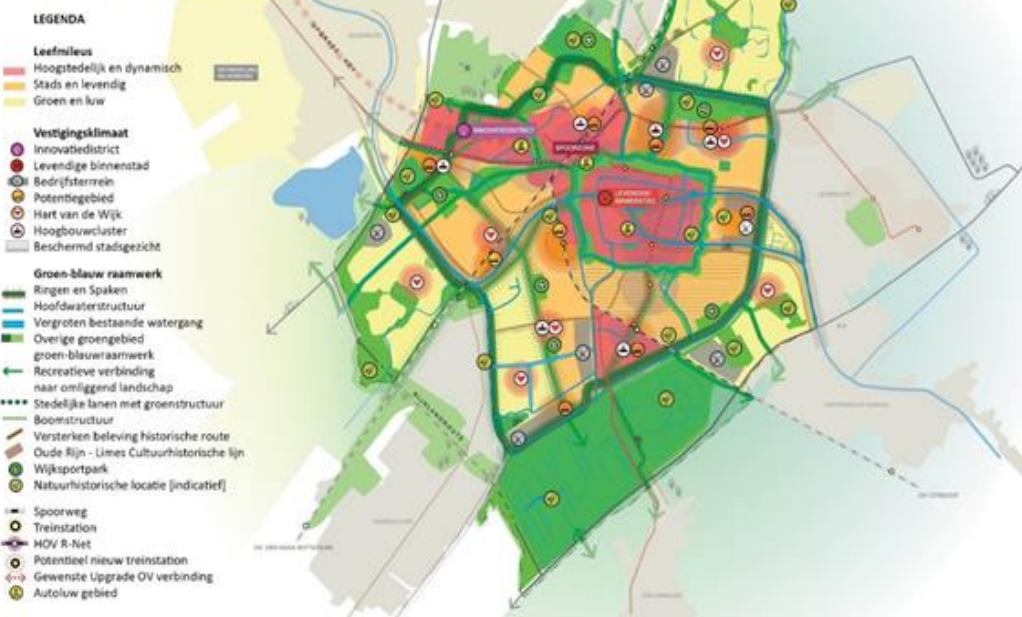 LEGENDA
Leefmileus
Hoogstedelijk en dynamisch
Stads en levendig
Groen en luw
Vestigingsklimaat
Innovatiedistrict
Levendige binnenstad
Bedrijfsterrrein
Potentiegebied
Hart van de Wijk
Hoogbouwcluster
Beschermd stadsgezicht
Groen-blauw raamwerk
Ringen en Spaken
Hoofdwaterstructuur
Vergroten bestaande watergang
Overige groengebied
groen-blauwraamwerk
Recreatieve verbinding
naar omliggend landschap
Stedelijke lanen met groenstructuur
Boomstructuur
Versterken beleving historische route
Oude Rijn - Limes Cultuurhistorische lijn
Wijksportpark
Natuurhistorische locatie [indicatief]
Spoorweg
Treinstation
HOV R-Net
Potentieel nieuw treinstation
Gewenste Upgrade OV verbinding
Autoluw gebied
UPGRADE HOV
INNOVATIEDISTRICT
SPOORZONE
LEVENDIGE
BINNENSTAD
RIJNLANDROUTE